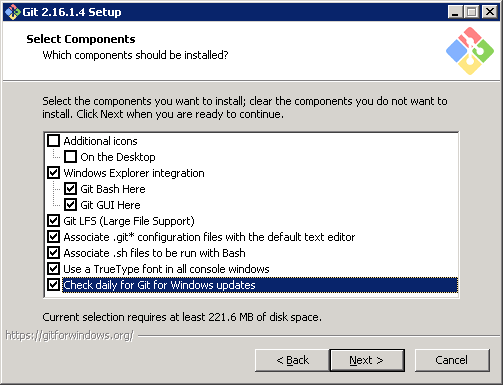 Git 2.16.1.4 Setup
Select Components
Which components should be installed?
Select the components you want to install; clear the components you do not want to
install. Click Next when you are ready to continue.
Additional icons
On the Desktop
Windows Explorer integration
Git Bash Here
Git GUI Here
Git LFS (Large File Support)
Associate .git* configuration files with the default text editor
Associate .sh files to be run with Bash
Use a TrueType font in all console windows
Check daily for Git for Windows updates
Current selection requires at least 221.6 MB of disk space.
https://gitforwindows.org/
< Back
Next >
Cancel